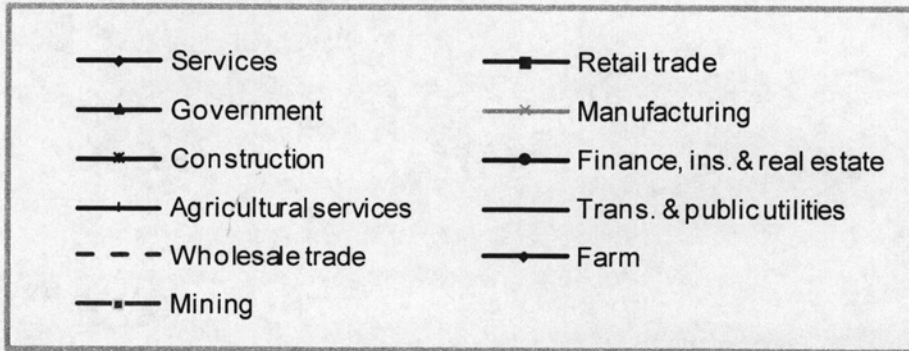 Services
Retail trade
Government
Manufacturing
Construction
Finance, ins. & real estate
Agricultural services
Trans. & public utilities
Wholesale trade
Farm
Mining